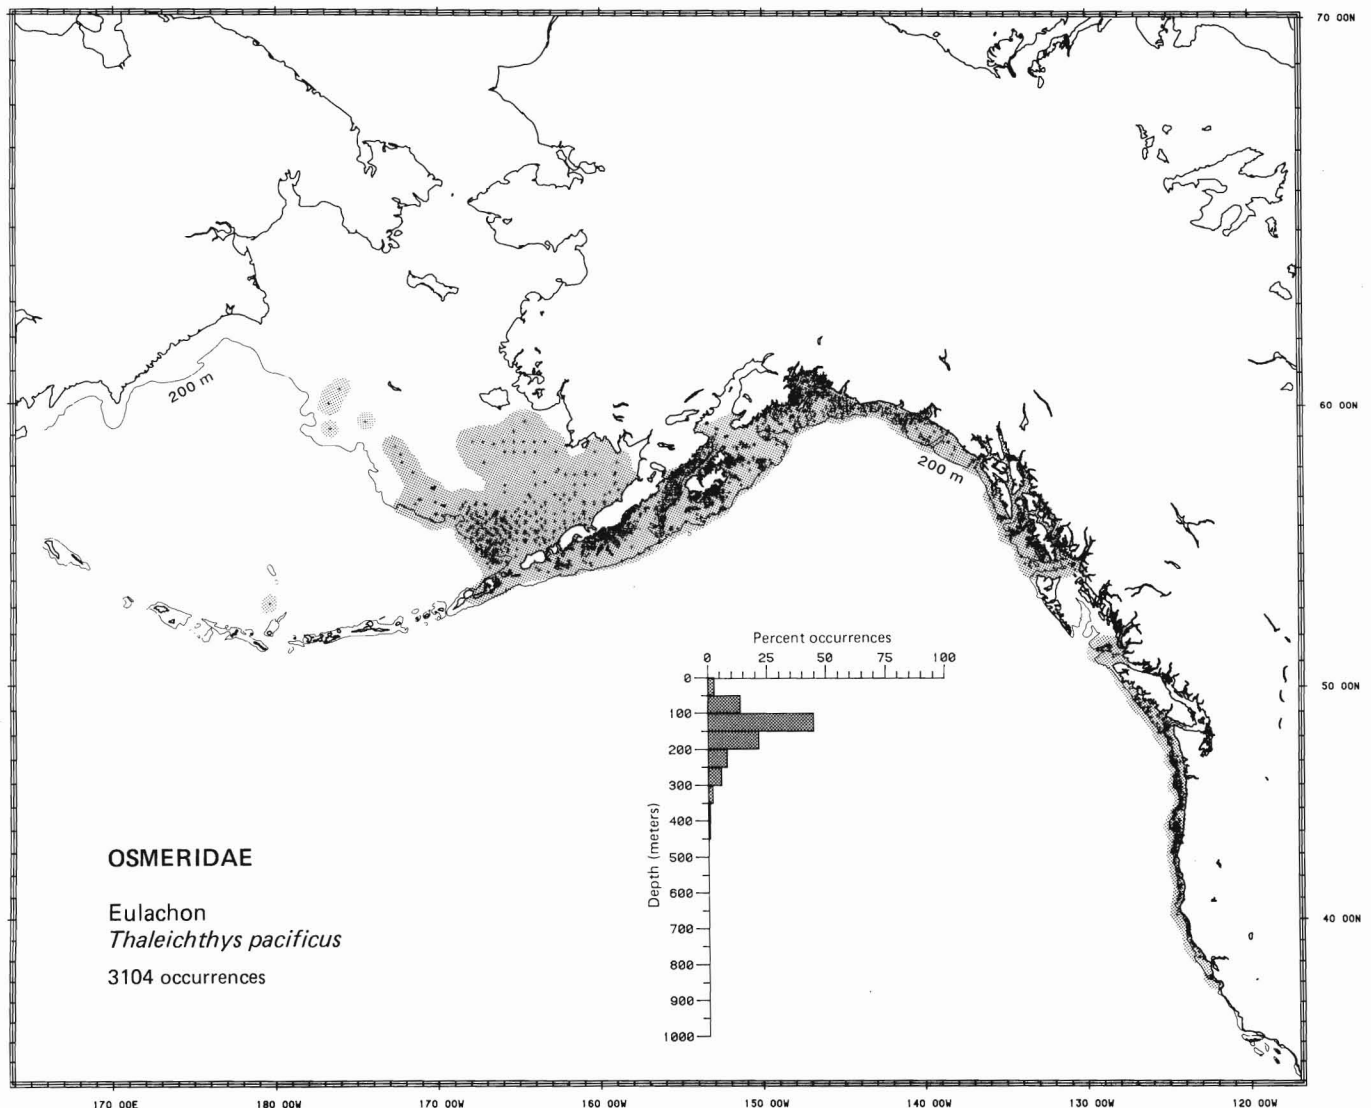 70 00N
200 m
60 00N
200 m
Percent occurrences
0 25 50 75 100
50 00N
0
100
200
300
400
500
600
700
800
900
1000
Depth (meters)
OSMERIDAE
Eulachon
Thaleichthys pacificus
3104 occurrences
40 00N
170 00E 180 00W 170 00W 160 00W 150 00W 140 00W 130 00W 120 00W